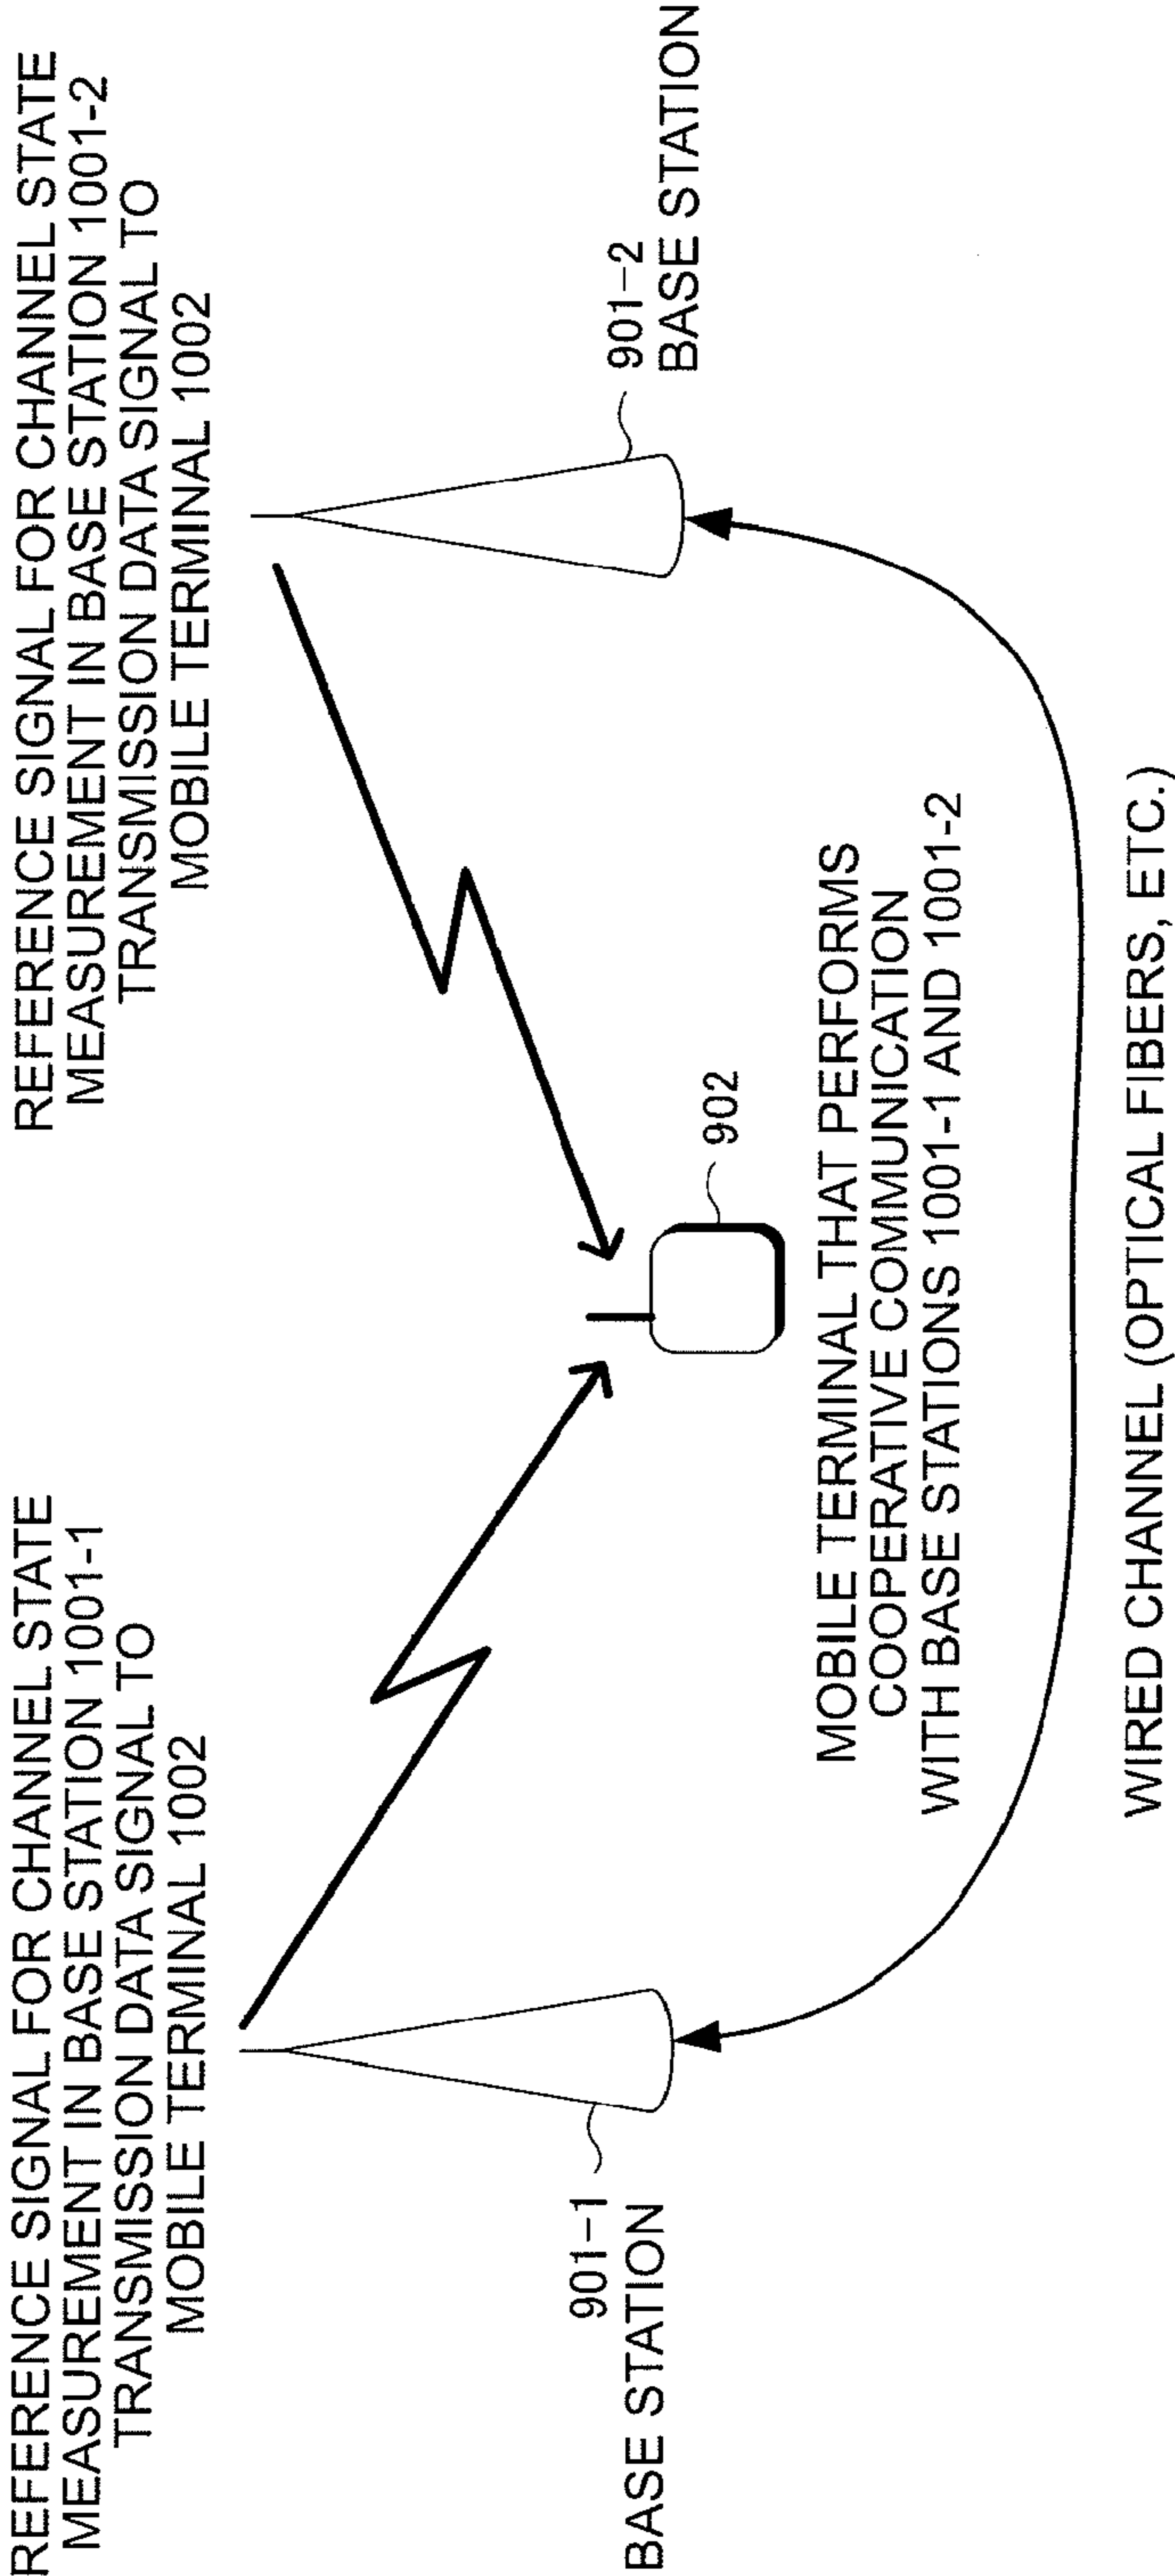 REFERENCE SIGNAL FOR CHANNEL STATE
MEASUREMENT IN BASE STATION 1001-1
TRANSMISSION DATA SIGNAL TO
MOBILE TERMINAL 1002
REFERENCE SIGNAL FOR CHANNEL STATE
MEASUREMENT IN BASE STATION 1001-2
TRANSMISSION DATA SIGNAL TO
MOBILE TERMINAL 1002
901-1
BASE STATION
901-2
BASE STATION
902
MOBILE TERMINAL THAT PERFORMS
COOPERATIVE COMMUNICATION
WITH BASE STATIONS 1001-1 AND 1001-2
WIRED CHANNEL (OPTICAL FIBERS, ETC.)